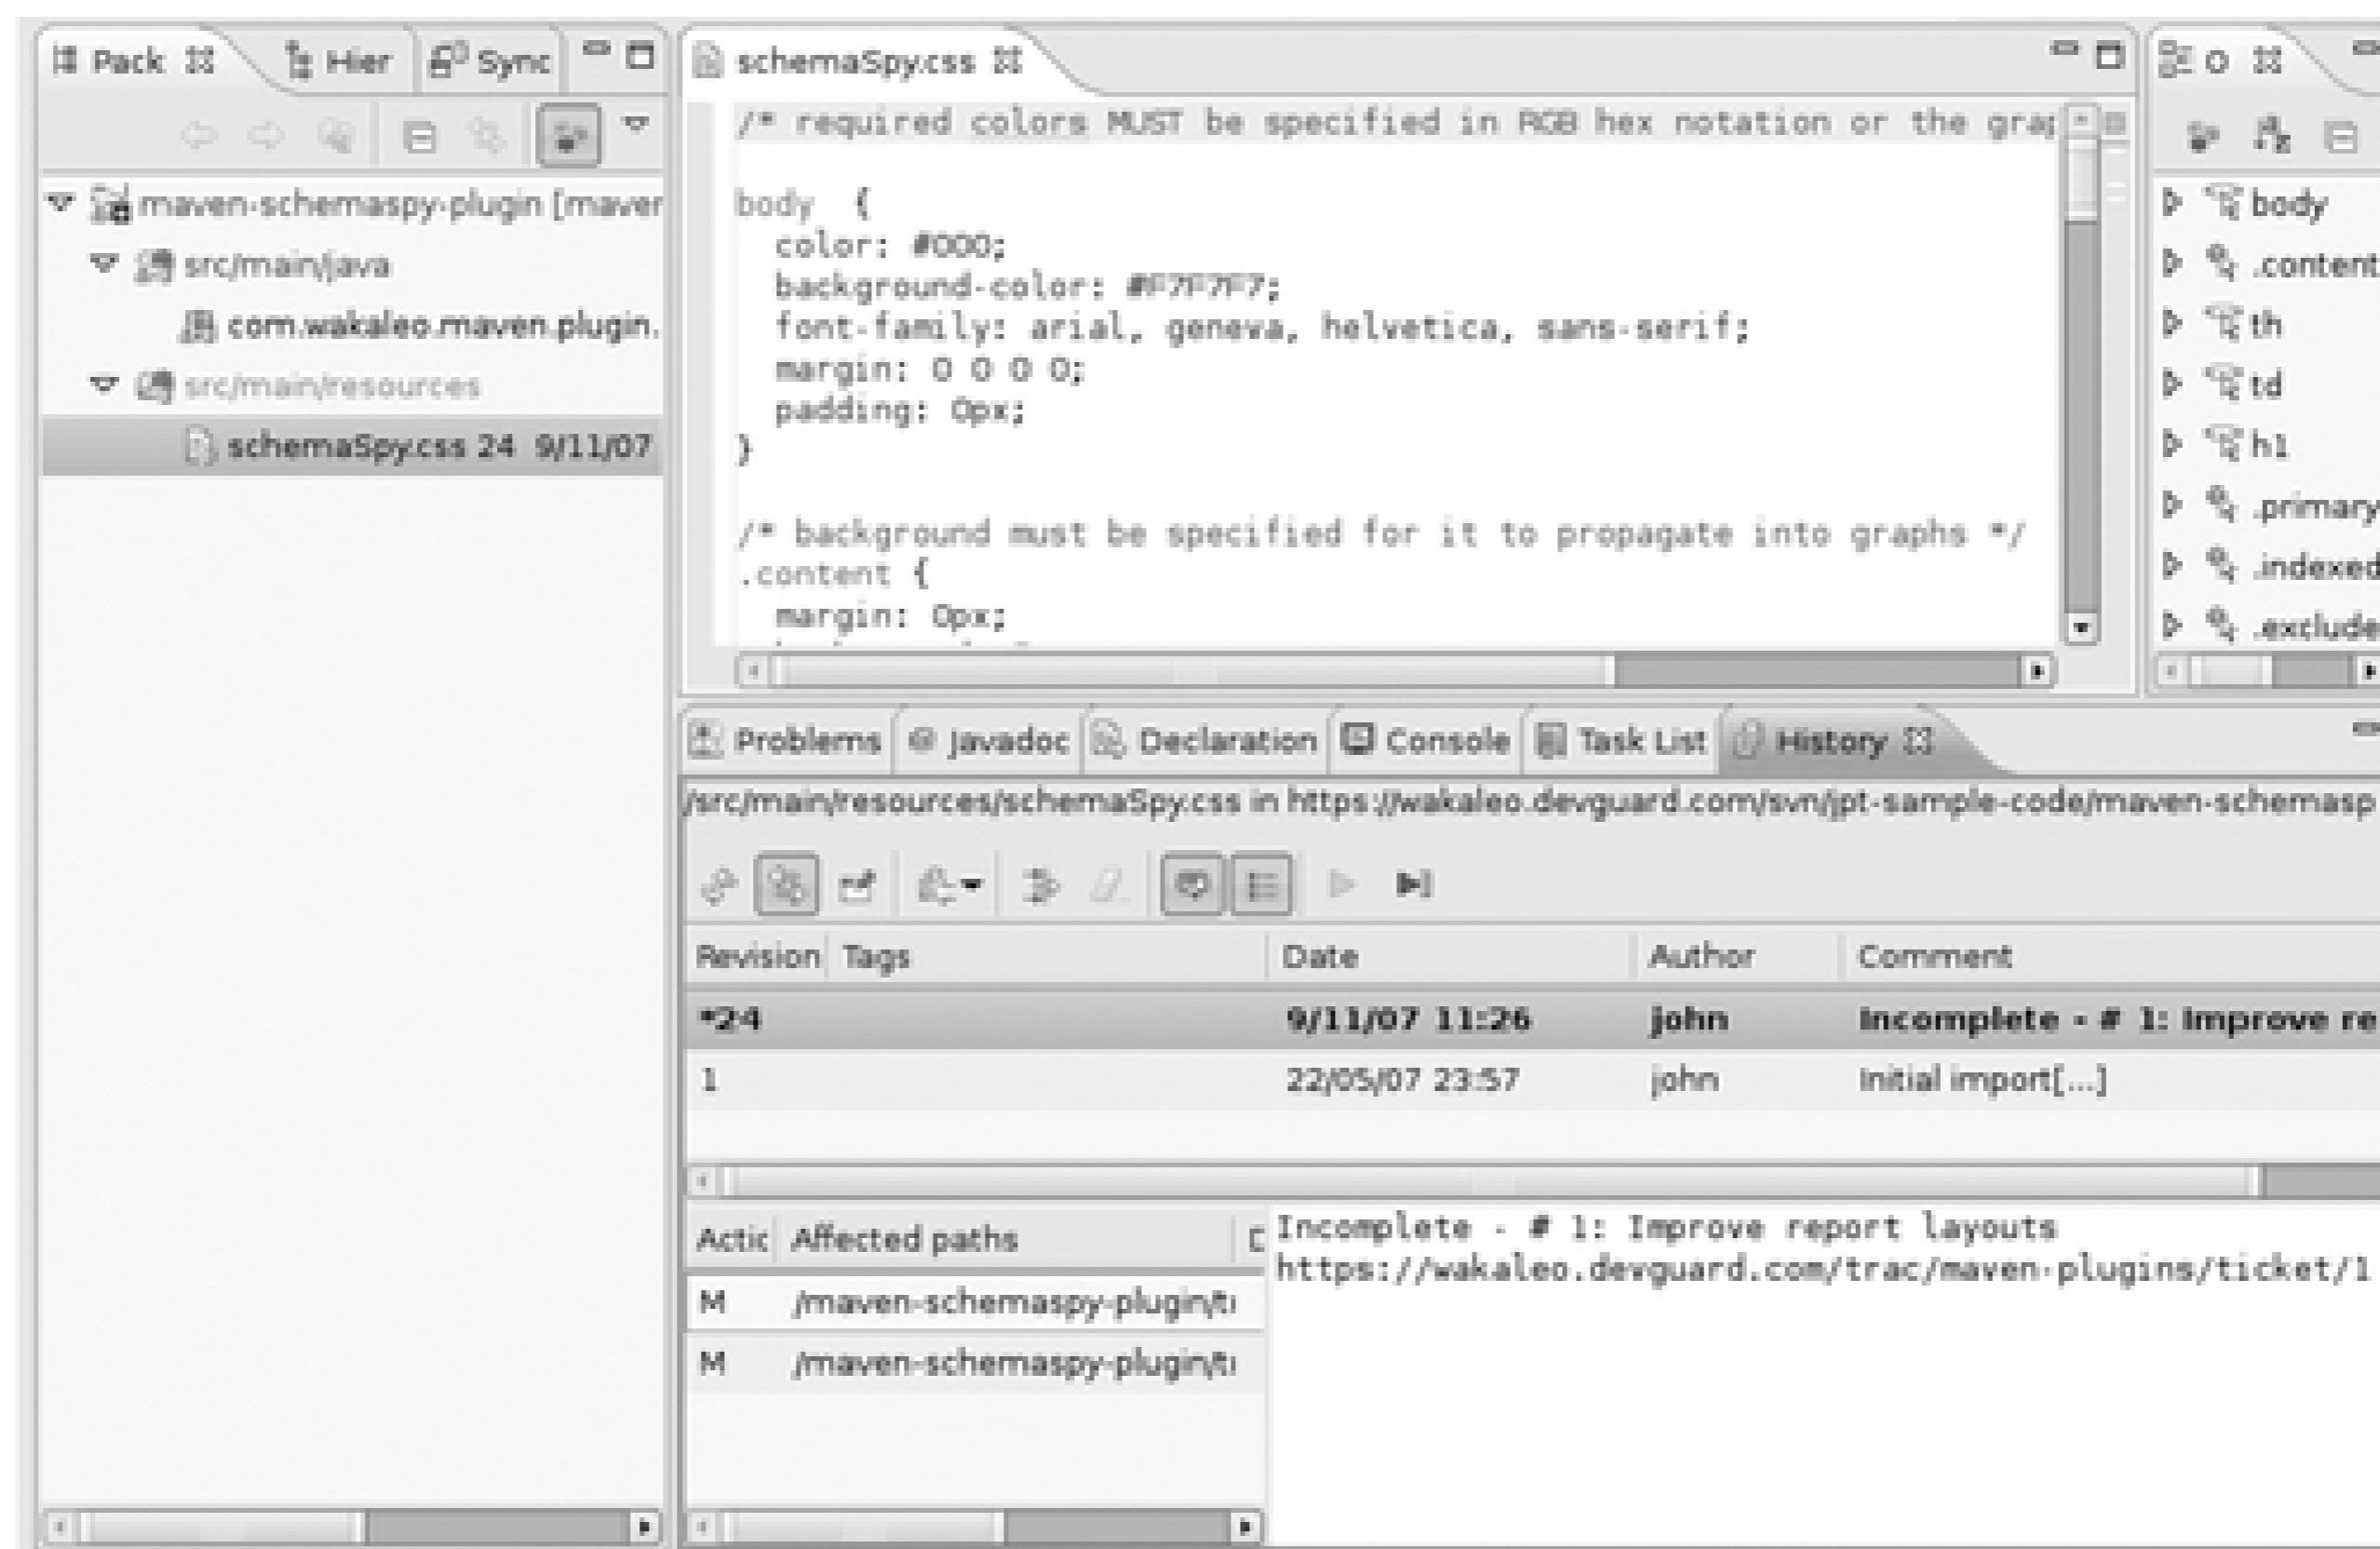 Pack Hier Sync
maven-schemaspy-plugin [maven
src/main/java
com.wakaleo.maven.plugin.
src/main/resources
schemaSpy.css 24 9/11/07
schemaSpy.css
/* required colors MUST be specified in RGB hex notation or the grap
body {
color: #000;
background-color: #F7F7F7;
font-family: arial, geneva, helvetica, sans-serif;
margin: 0 0 0 0;
padding: 0px;
}
/* background must be specified for it to propagate into graphs */
.content {
margin: 0px;
O
body
.content
th
td
h1
.primary
.indexed
.exclude
Problems Javadoc Declaration Console Task List History
/src/main/resources/schemaSpy.css in https://wakaleo.devguard.com/svn/jpt-sample-code/maven-schemasp
Revision Tags Date Author Comment
*24 9/11/07 11:26 john Incomplete - # 1: Improve re
1 22/05/07 23:57 john Initial import[...]
Actic Affected paths
M /maven-schemaspy-plugin/t
M /maven-schemaspy-plugin/t
Incomplete - # 1: Improve report layouts
https://wakaleo.devguard.com/trac/maven-plugins/ticket/1